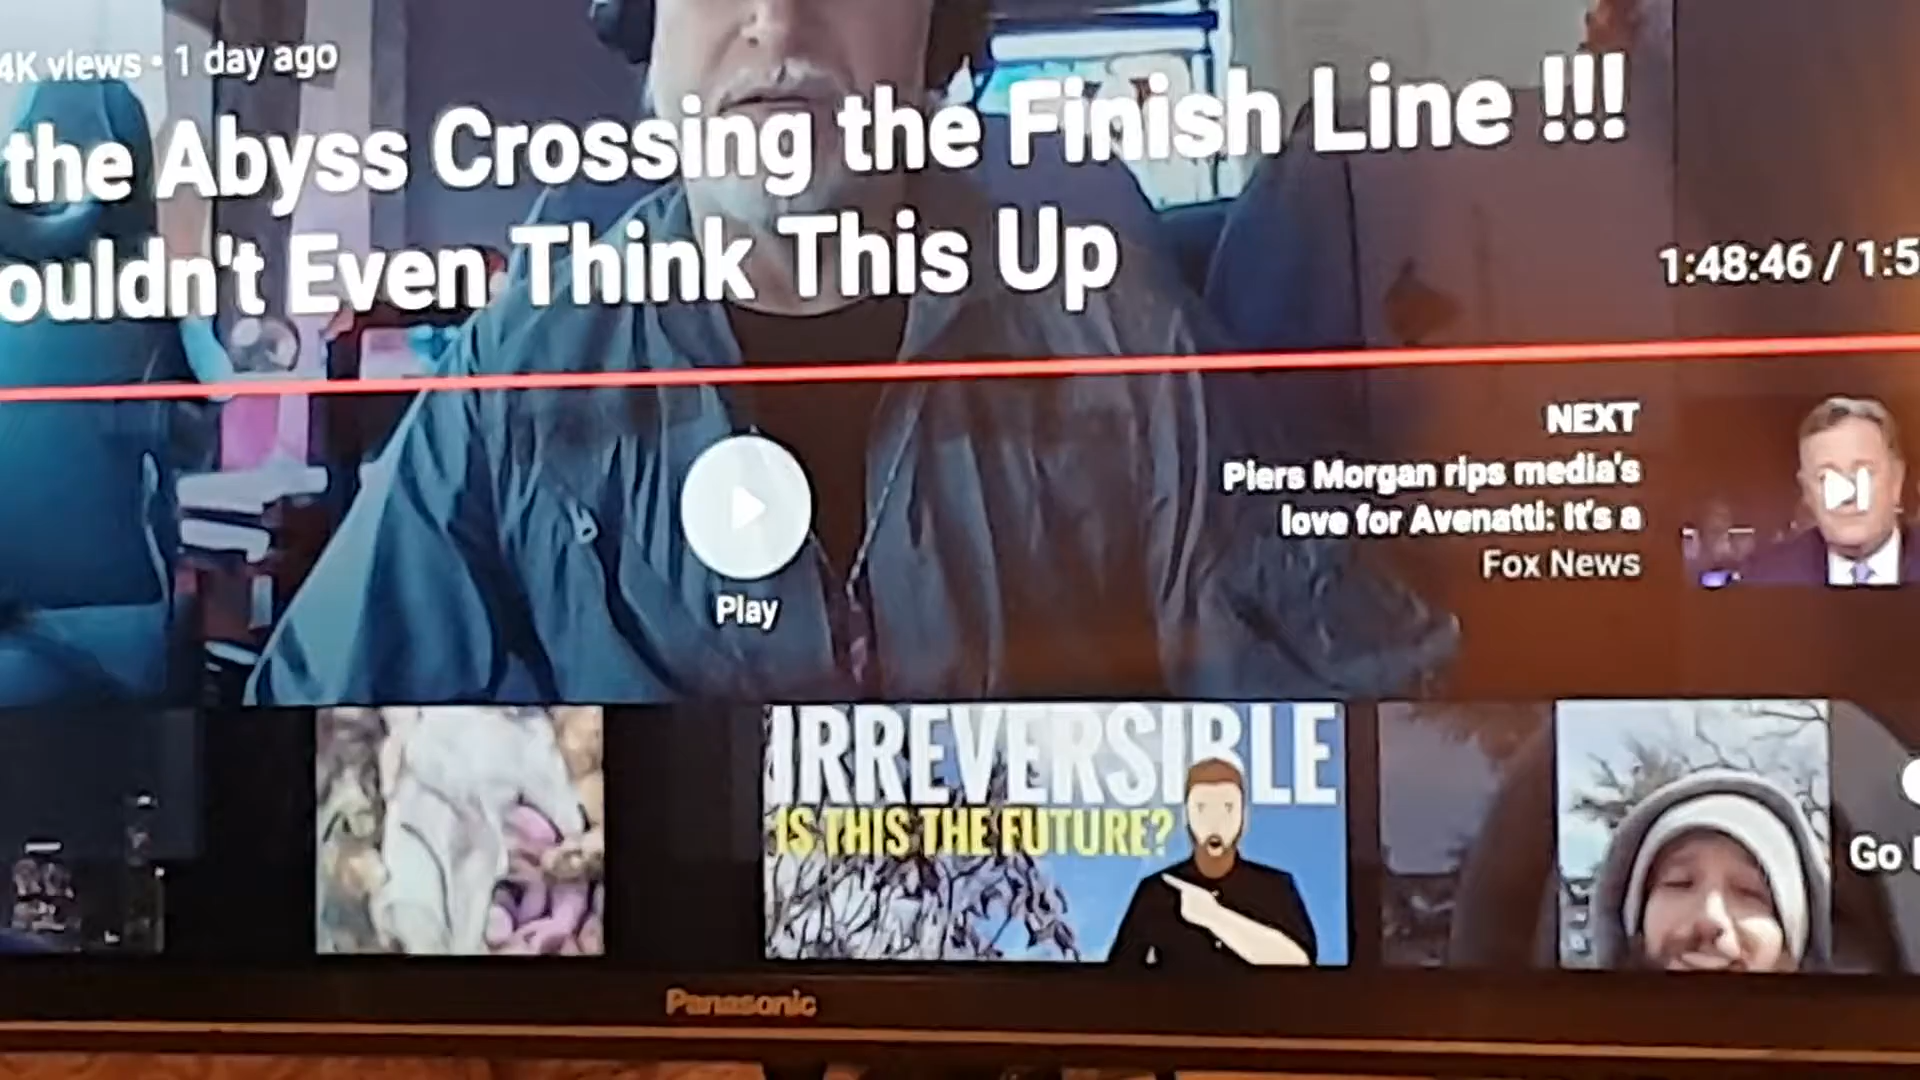 4K views • 1 day ago
the Abyss Crossing the Finish Line !!!
ouldn't Even Think This Up
1:48:46 / 1:5
NEXT
Piers Morgan rips media's
love for Avenatti: It's a
Fox News
Play
IRREVERSIBLE
IS THIS THE FUTURE?
Go
Panasonic